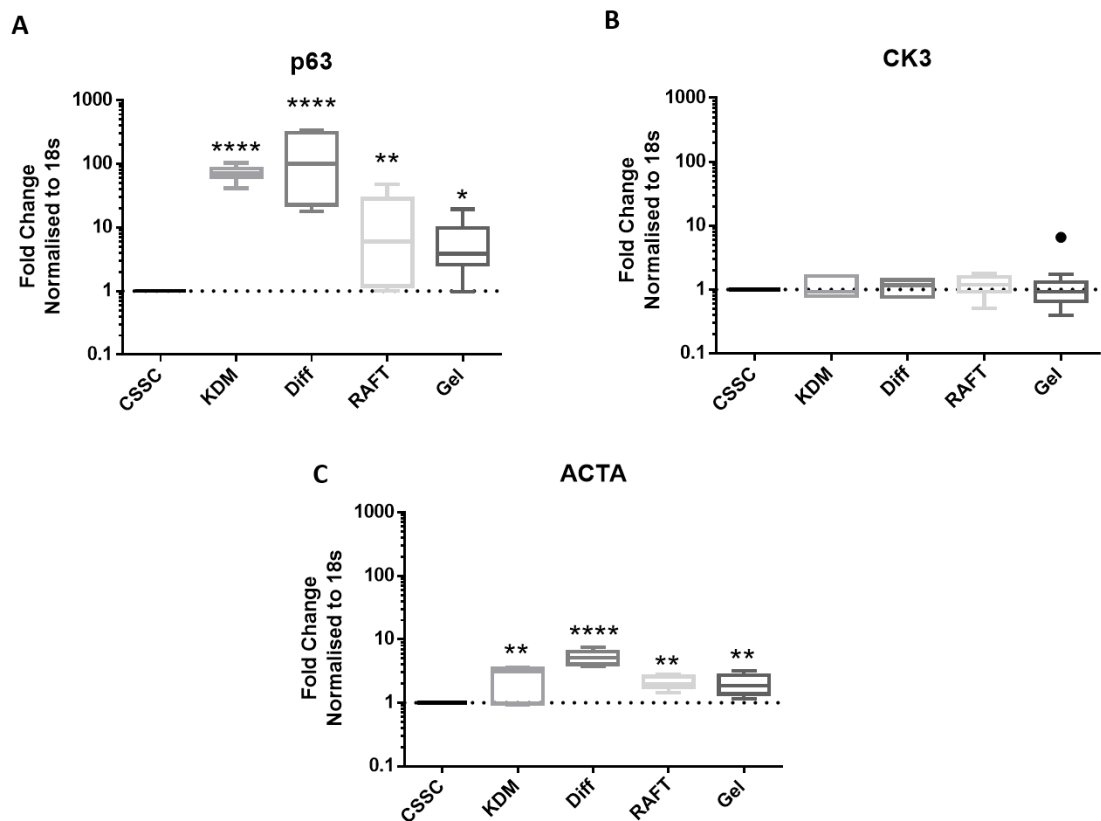 A
p63
Fold Change
Normalised to 18s
1000
100
10
1
0.1
****
****
**
*
CSSC
KDM
Diff
RAFT
Gel
B
CK3
Fold Change
Normalised to 18s
1000
100
10
1
0.1
CSSC
KDM
Diff
RAFT
Gel
C
ACTA
Fold Change
Normalised to 18s
1000
100
10
1
0.1
**
****
**
**
CSSC
KDM
Diff
RAFT
Gel